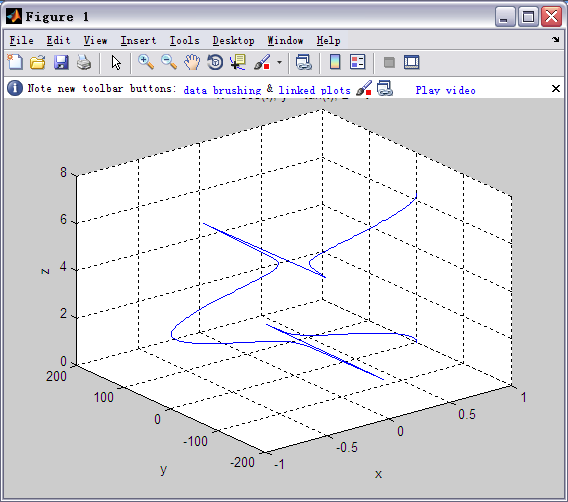 Figure 1
File Edit View Insert Tools Desktop Window Help
Note new toolbar buttons: data brushing & linked plots Play video
8
6
4
2
0
z
200
100
0
-100
-200
y
-1
-0.5
0
0.5
1
x